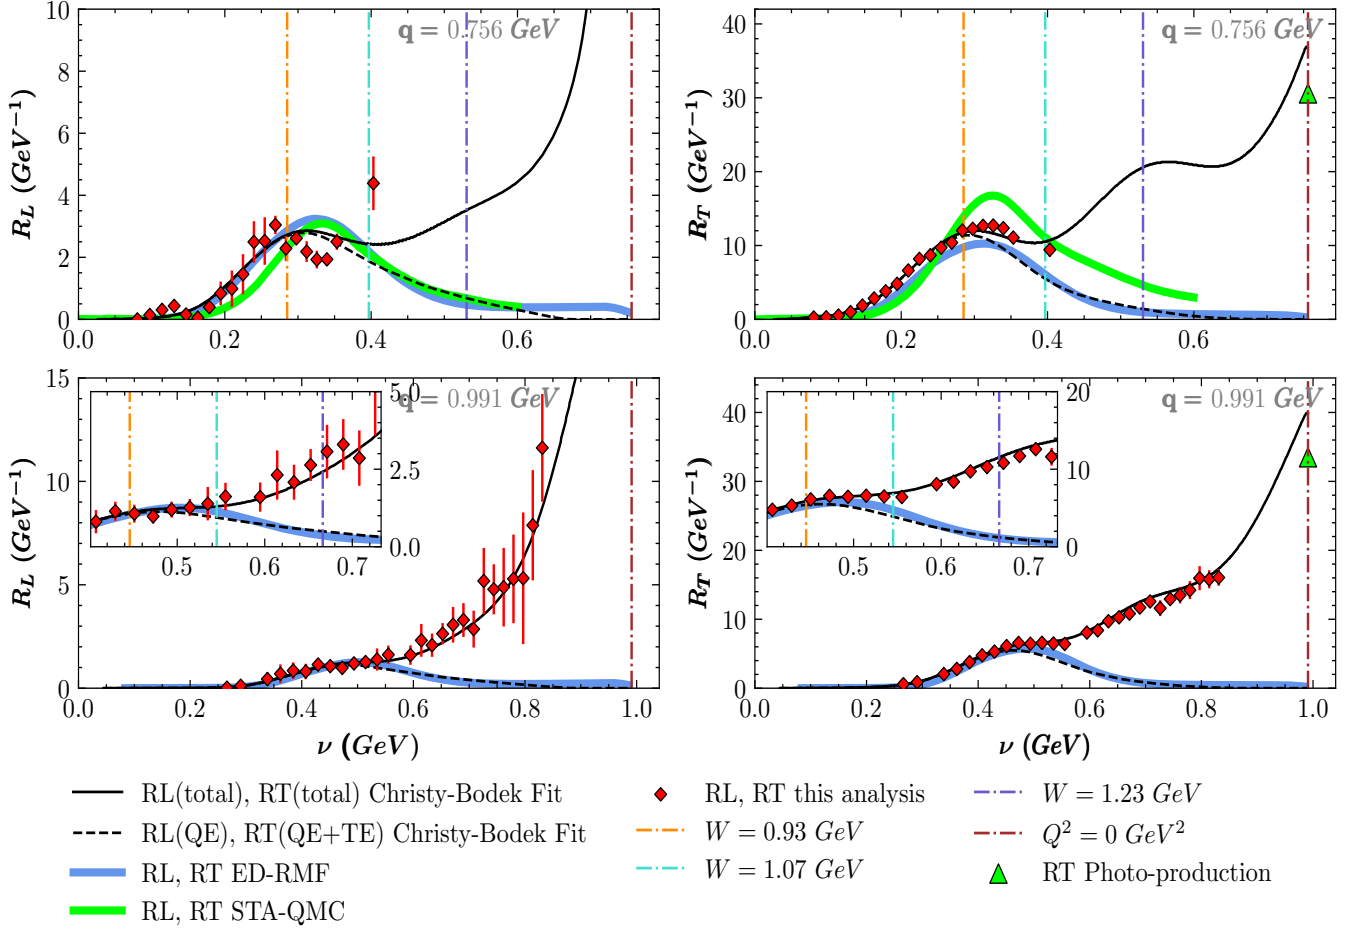 q = 0.756 GeV
R_L (GeV⁻¹)
10
8
6
4
2
0
0.0 0.2 0.4 0.6
q = 0.756 GeV
R_T (GeV⁻¹)
40
30
20
10
0
0.0 0.2 0.4 0.6
q = 0.991 GeV
R_L (GeV⁻¹)
15
10
5
0
5.0
2.5
0.0
0.5 0.6 0.7
0.0 0.2 0.4 0.6 0.8 1.0
ν (GeV)
q = 0.991 GeV
R_T (GeV⁻¹)
40
30
20
10
0
20
10
0
0.5 0.6 0.7
0.0 0.2 0.4 0.6 0.8 1.0
ν (GeV)
RL(total), RT(total) Christy-Bodek Fit
RL(QE), RT(QE+TE) Christy-Bodek Fit
RL, RT ED-RMF
RL, RT STA-QMC
RL, RT this analysis
W = 0.93 GeV
W = 1.07 GeV
W = 1.23 GeV
Q² = 0 GeV²
RT Photo-production